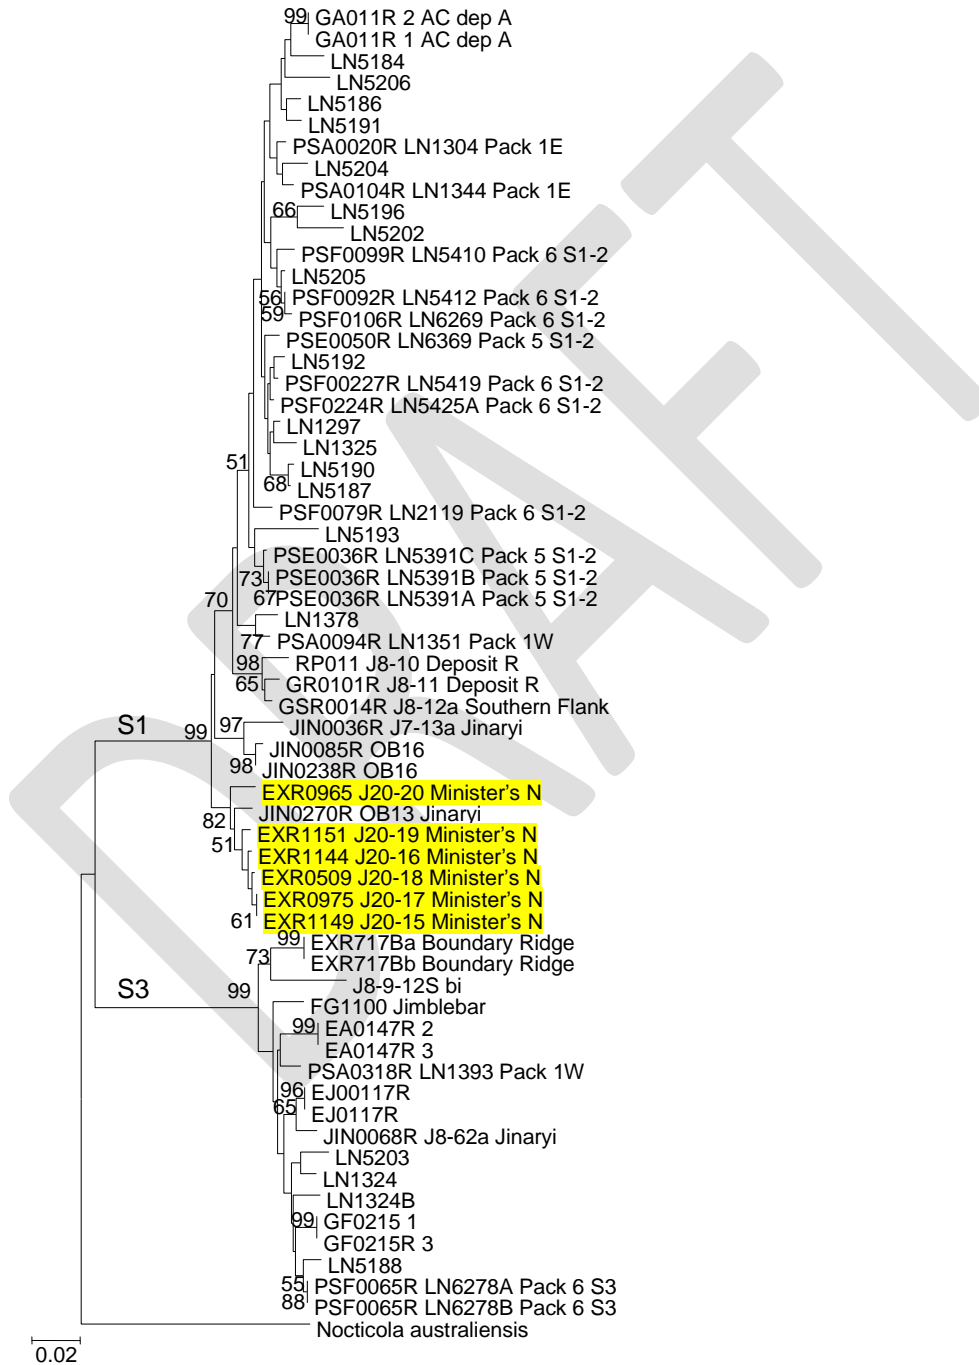 99 GA011R 2 AC dep A
GA011R 1 AC dep A
LN5184
LN5206
LN5186
LN5191
PSA0020R LN1304 Pack 1E
LN5204
PSA0104R LN1344 Pack 1E
66 LN5196
LN5202
PSF0099R LN5410 Pack 6 S1-2
LN5205
56 PSF0092R LN5412 Pack 6 S1-2
59 PSF0106R LN6269 Pack 6 S1-2
PSE0050R LN6369 Pack 5 S1-2
LN5192
PSF00227R LN5419 Pack 6 S1-2
PSF0224R LN5425A Pack 6 S1-2
LN1297
LN1325
51 LN5190
68 LN5187
PSF0079R LN2119 Pack 6 S1-2
LN5193
PSE0036R LN5391C Pack 5 S1-2
73 PSE0036R LN5391B Pack 5 S1-2
70 67 PSE0036R LN5391A Pack 5 S1-2
LN1378
77 PSA0094R LN1351 Pack 1W
98 RP011 J8-10 Deposit R
65 GR0101R J8-11 Deposit R
GSR0014R J8-12a Southern Flank
S1 99 97 JIN0036R J7-13a Jinaryi
JIN0085R OB16
98 JIN0238R OB16
EXR0965 J20-20 Minister's N
82 JIN0270R OB13 Jinaryi
51 EXR1151 J20-19 Minister's N
EXR1144 J20-16 Minister's N
EXR0509 J20-18 Minister's N
EXR0975 J20-17 Minister's N
61 EXR1149 J20-15 Minister's N
99 EXR717Ba Boundary Ridge
73 EXR717Bb Boundary Ridge
J8-9-12S bi
S3 99 FG1100 Jimblebar
99 EA0147R 2
EA0147R 3
PSA0318R LN1393 Pack 1W
96 EJ00117R
65 EJ0117R
JIN0068R J8-62a Jinaryi
LN5203
LN1324
LN1324B
99 GF0215 1
GF0215R 3
LN5188
55 PSF0065R LN6278A Pack 6 S3
88 PSF0065R LN6278B Pack 6 S3
Nocticola australiensis
0.02
DRAFT